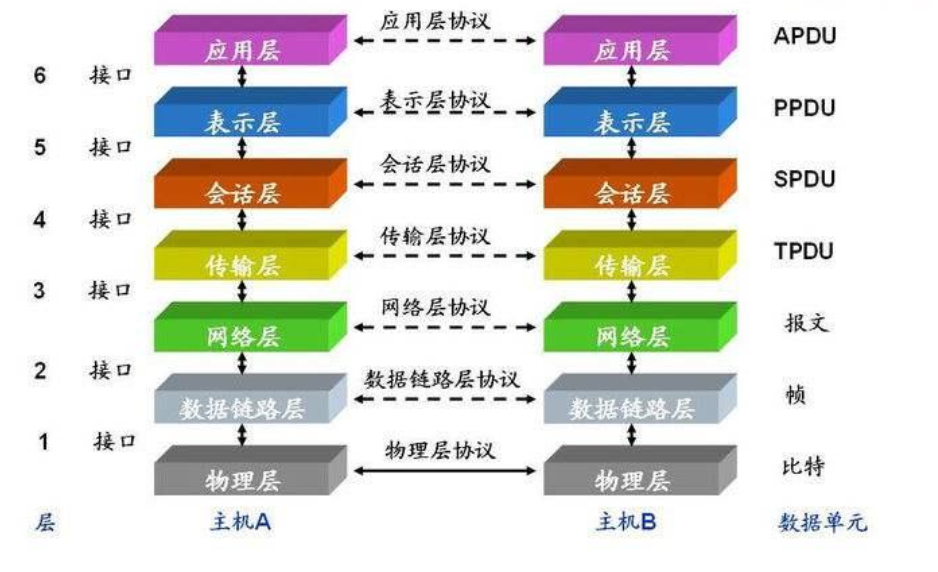 应用层协议
应用层
应用层
APDU
6
接口
表示层协议
表示层
表示层
PPDU
5
接口
会话层协议
会话层
会话层
SPDU
4
接口
传输层协议
传输层
传输层
TPDU
3
接口
网络层协议
网络层
网络层
报文
2
接口
数据链路层协议
数据链路层
数据链路层
帧
1
接口
物理层协议
物理层
物理层
比特
层
主机A
主机B
数据单元